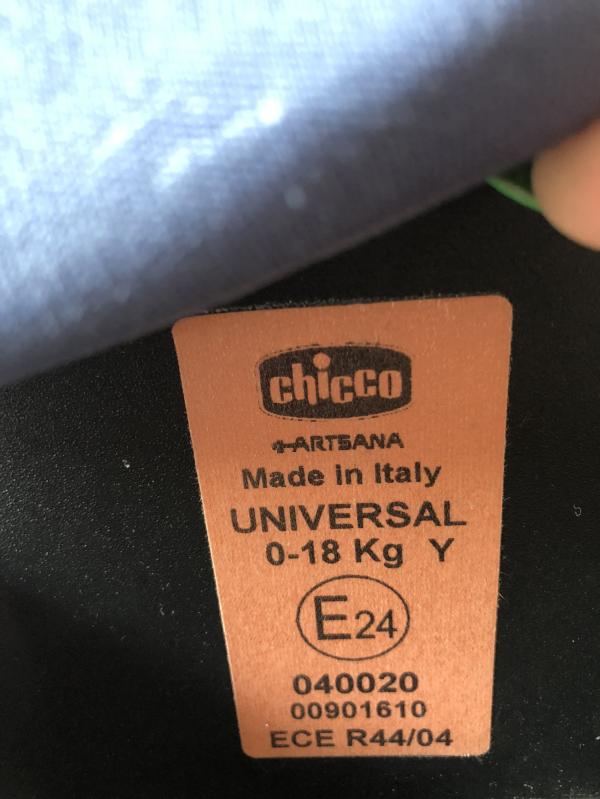 chicco
ARTSANA
Made in Italy
UNIVERSAL
0-18 Kg Y
E24
040020
00901610
ECE R44/04